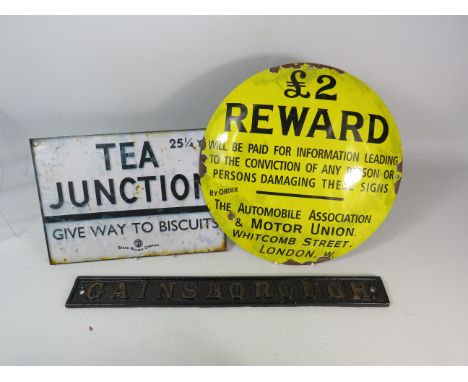 £2
REWARD
WILL BE PAID FOR INFORMATION LEADING
TO THE CONVICTION OF ANY PERSON OR
PERSONS DAMAGING THESE SIGNS
BY ORDER
THE AUTOMOBILE ASSOCIATION
& MOTOR UNION.
WHITCOMB STREET.
LONDON. W.
25¼
TEA
JUNCTION
GIVE WAY TO BISCUITS
GAINSBOROUGH